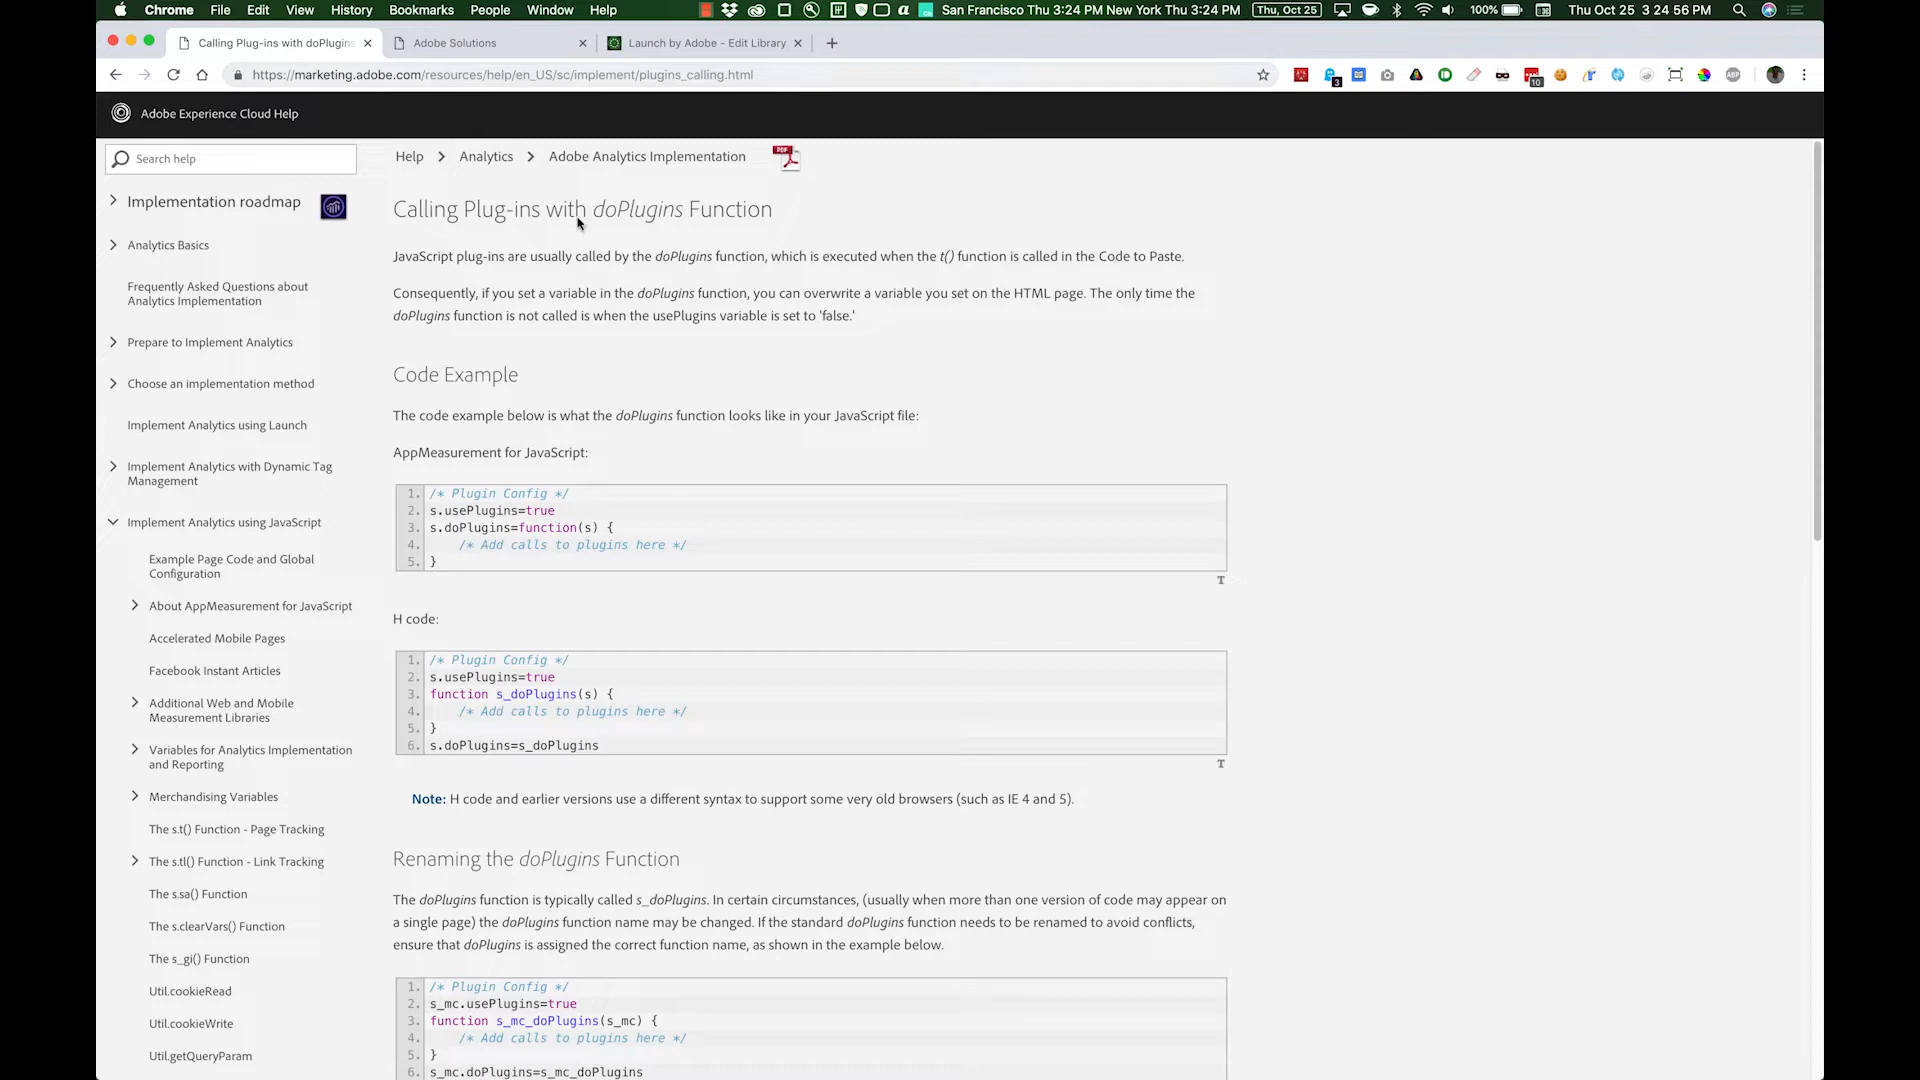 Chrome File Edit View History Bookmarks People Window Help
San Francisco Thu 3:24 PM New York Thu 3:24 PM Thu, Oct 25 100% Thu Oct 25 3 24 56 PM
Calling Plug-ins with doPlugins
Adobe Solutions
Launch by Adobe - Edit Library
https://marketing.adobe.com/resources/help/en_US/sc/implement/plugins_calling.html
3
10
ABP
Adobe Experience Cloud Help
Search help
Implementation roadmap
Analytics Basics
Frequently Asked Questions about
Analytics Implementation
Prepare to Implement Analytics
Choose an implementation method
Implement Analytics using Launch
Implement Analytics with Dynamic Tag
Management
Implement Analytics using JavaScript
Example Page Code and Global
Configuration
About AppMeasurement for JavaScript
Accelerated Mobile Pages
Facebook Instant Articles
Additional Web and Mobile
Measurement Libraries
Variables for Analytics Implementation
and Reporting
Merchandising Variables
The s.t() Function - Page Tracking
The s.tl() Function - Link Tracking
The s.sa() Function
The s.clearVars() Function
The s_gi() Function
Util.cookieRead
Util.cookieWrite
Util.getQueryParam
Help > Analytics > Adobe Analytics Implementation
PDF
Calling Plug-ins with doPlugins Function
JavaScript plug-ins are usually called by the doPlugins function, which is executed when the t() function is called in the Code to Paste.
Consequently, if you set a variable in the doPlugins function, you can overwrite a variable you set on the HTML page. The only time the
doPlugins function is not called is when the usePlugins variable is set to 'false.'
Code Example
The code example below is what the doPlugins function looks like in your JavaScript file:
AppMeasurement for JavaScript:
1. /* Plugin Config */
2. s.usePlugins=true
3. s.doPlugins=function(s) {
4. /* Add calls to plugins here */
5. }
T
H code:
1. /* Plugin Config */
2. s.usePlugins=true
3. function s_doPlugins(s) {
4. /* Add calls to plugins here */
5. }
6. s.doPlugins=s_doPlugins
T
Note: H code and earlier versions use a different syntax to support some very old browsers (such as IE 4 and 5).
Renaming the doPlugins Function
The doPlugins function is typically called s_doPlugins. In certain circumstances, (usually when more than one version of code may appear on
a single page) the doPlugins function name may be changed. If the standard doPlugins function needs to be renamed to avoid conflicts,
ensure that doPlugins is assigned the correct function name, as shown in the example below.
1. /* Plugin Config */
2. s_mc.usePlugins=true
3. function s_mc_doPlugins(s_mc) {
4. /* Add calls to plugins here */
5. }
6. s_mc.doPlugins=s_mc_doPlugins